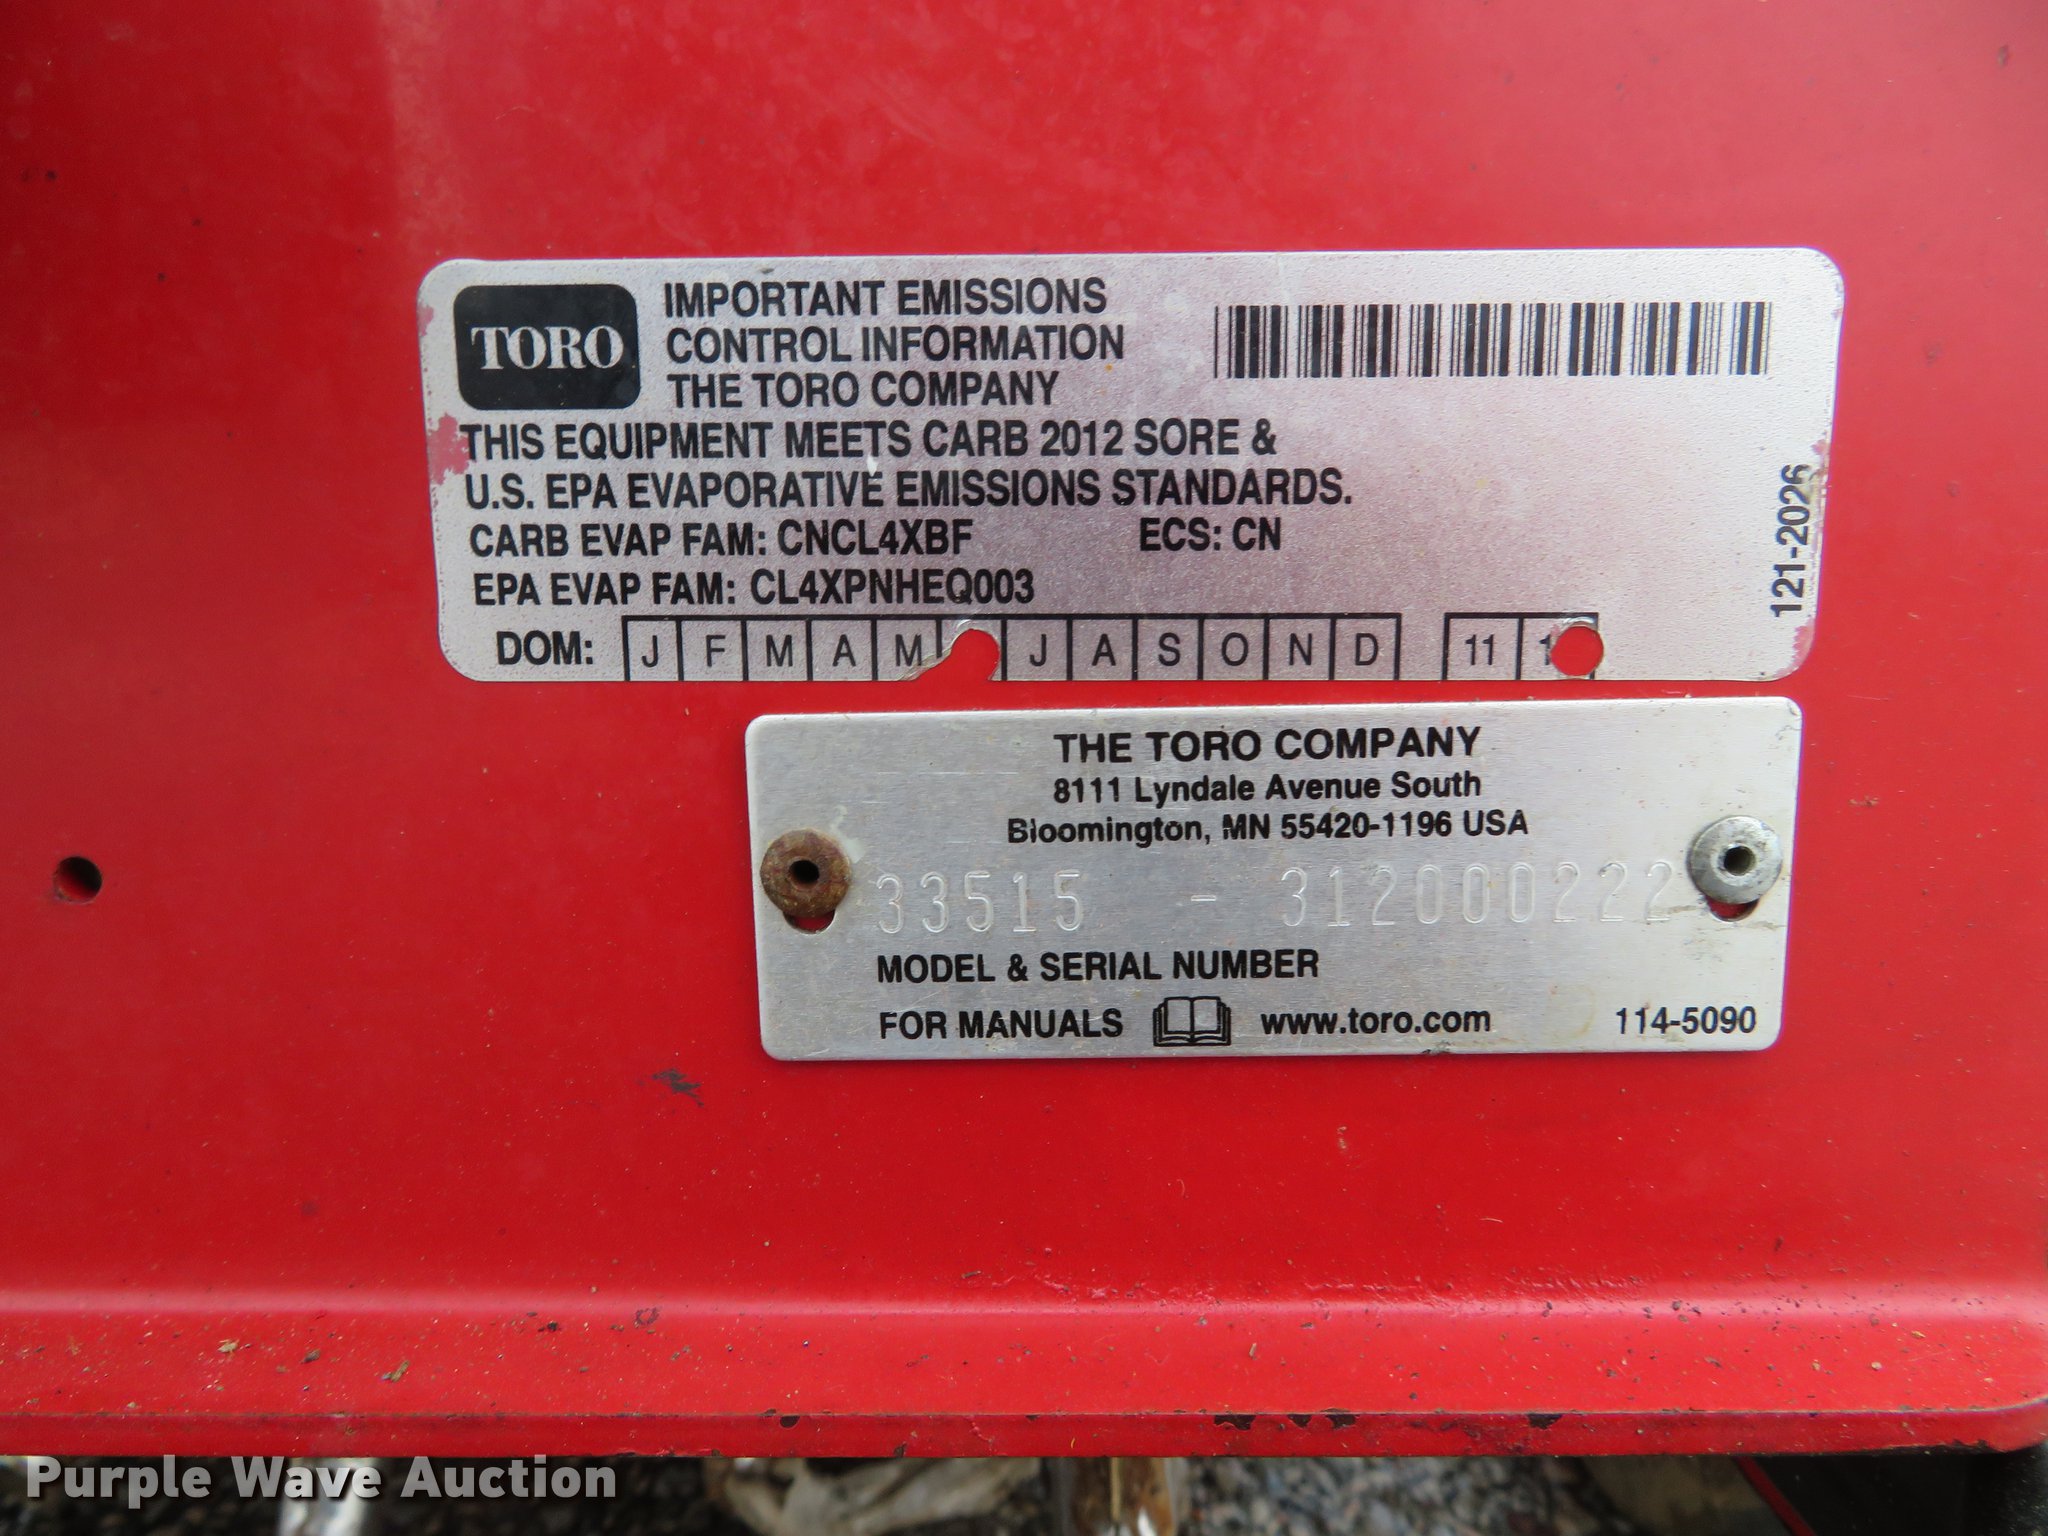 TORO
IMPORTANT EMISSIONS
CONTROL INFORMATION
THE TORO COMPANY
THIS EQUIPMENT MEETS CARB 2012 SORE &
U.S. EPA EVAPORATIVE EMISSIONS STANDARDS.
CARB EVAP FAM: CNCL4XBF ECS: CN
EPA EVAP FAM: CL4XPNHEQ003
DOM: J F M A M J A S O N D 11
121-2026
THE TORO COMPANY
8111 Lyndale Avenue South
Bloomington, MN 55420-1196 USA
33515 - 312000222
MODEL & SERIAL NUMBER
FOR MANUALS www.toro.com 114-5090
Purple Wave Auction